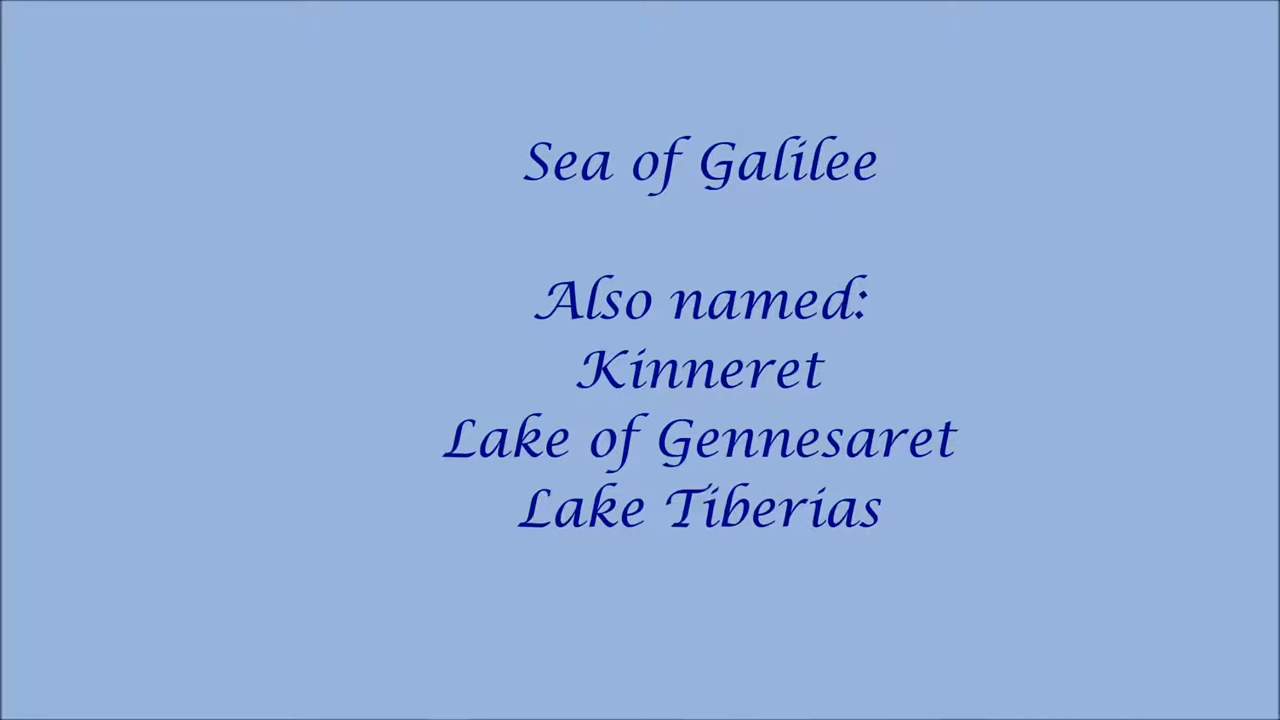 Sea of Galilee
Also named:
Kinneret
Lake of Gennesaret
Lake Tiberias